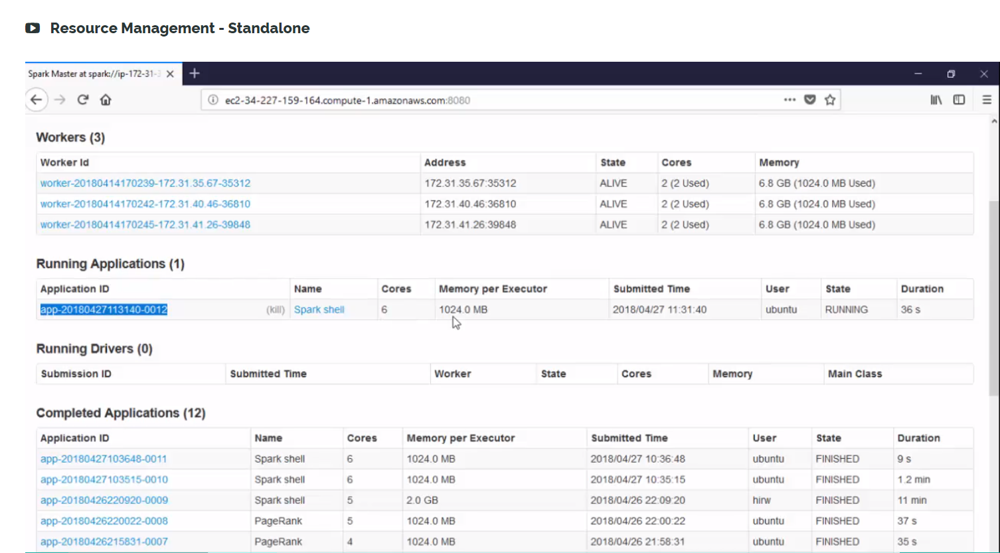 Resource Management - Standalone
Spark Master at spark://ip-172-31-3
ec2-34-227-159-164.compute-1.amazonaws.com:8080
Workers (3)
Worker Id Address State Cores Memory
worker-20180414170239-172.31.35.67-35312 172.31.35.67:35312 ALIVE 2 (2 Used) 6.8 GB (1024.0 MB Used)
worker-20180414170242-172.31.40.46-36810 172.31.40.46:36810 ALIVE 2 (2 Used) 6.8 GB (1024.0 MB Used)
worker-20180414170245-172.31.41.26-39848 172.31.41.26:39848 ALIVE 2 (2 Used) 6.8 GB (1024.0 MB Used)
Running Applications (1)
Application ID Name Cores Memory per Executor Submitted Time User State Duration
app-20180427113140-0012 (kill) Spark shell 6 1024.0 MB 2018/04/27 11:31:40 ubuntu RUNNING 36 s
Running Drivers (0)
Submission ID Submitted Time Worker State Cores Memory Main Class
Completed Applications (12)
Application ID Name Cores Memory per Executor Submitted Time User State Duration
app-20180427103648-0011 Spark shell 6 1024.0 MB 2018/04/27 10:36:48 ubuntu FINISHED 9 s
app-20180427103515-0010 Spark shell 6 1024.0 MB 2018/04/27 10:35:15 ubuntu FINISHED 1.2 min
app-20180426220920-0009 Spark shell 5 2.0 GB 2018/04/26 22:09:20 hirw FINISHED 11 min
app-20180426220022-0008 PageRank 5 1024.0 MB 2018/04/26 22:00:22 ubuntu FINISHED 37 s
app-20180426215831-0007 PageRank 4 1024.0 MB 2018/04/26 21:58:31 ubuntu FINISHED 35 s